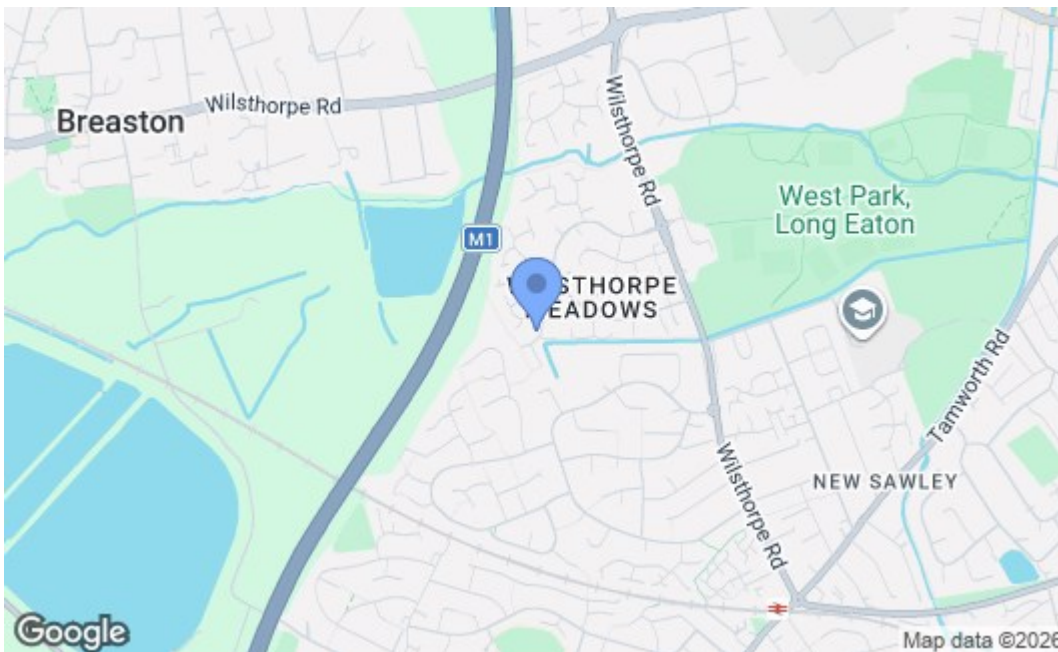 Wilsthorpe Rd
Breaston
Wilsthorpe Rd
West Park,
Long Eaton
M1
STHORPE
MEADOWS
Tamworth Rd
Wilsthorpe Rd
NEW SAWLEY
Google
Map data ©2026